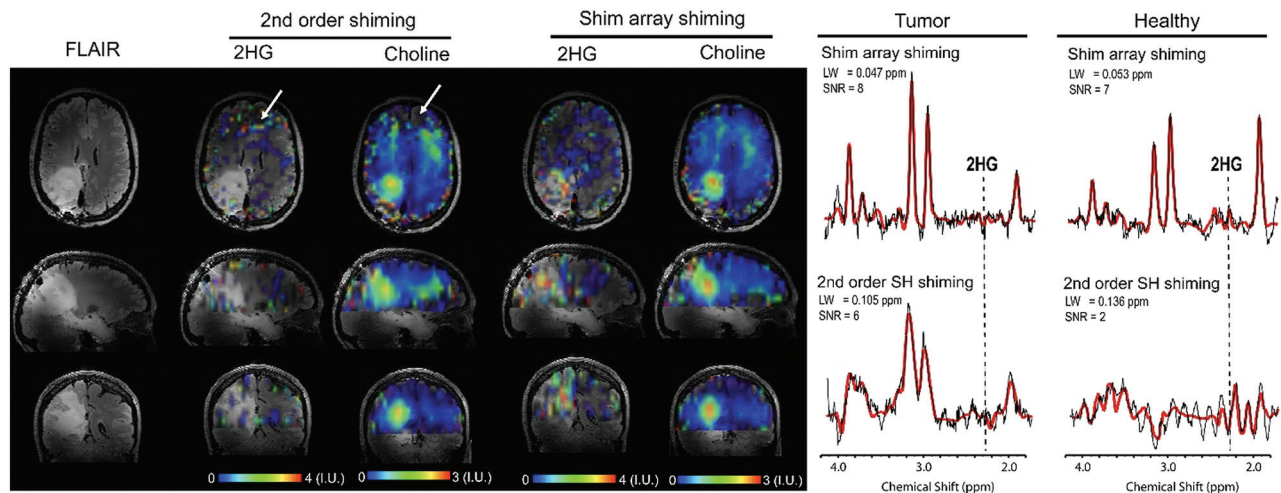 2nd order shiming
Shim array shiming
Tumor
Healthy
FLAIR
2HG
Choline
2HG
Choline
Shim array shiming
LW = 0.047 ppm
SNR = 8
2HG
Shim array shiming
LW = 0.053 ppm
SNR = 7
2HG
2nd order SH shiming
LW = 0.105 ppm
SNR = 6
2nd order SH shiming
LW = 0.136 ppm
SNR = 2
0 4 (I.U.)
0 3 (I.U.)
0 4 (I.U.)
0 3 (I.U.)
4.0 3.0 2.0
Chemical Shift (ppm)
4.0 3.0 2.0
Chemical Shift (ppm)